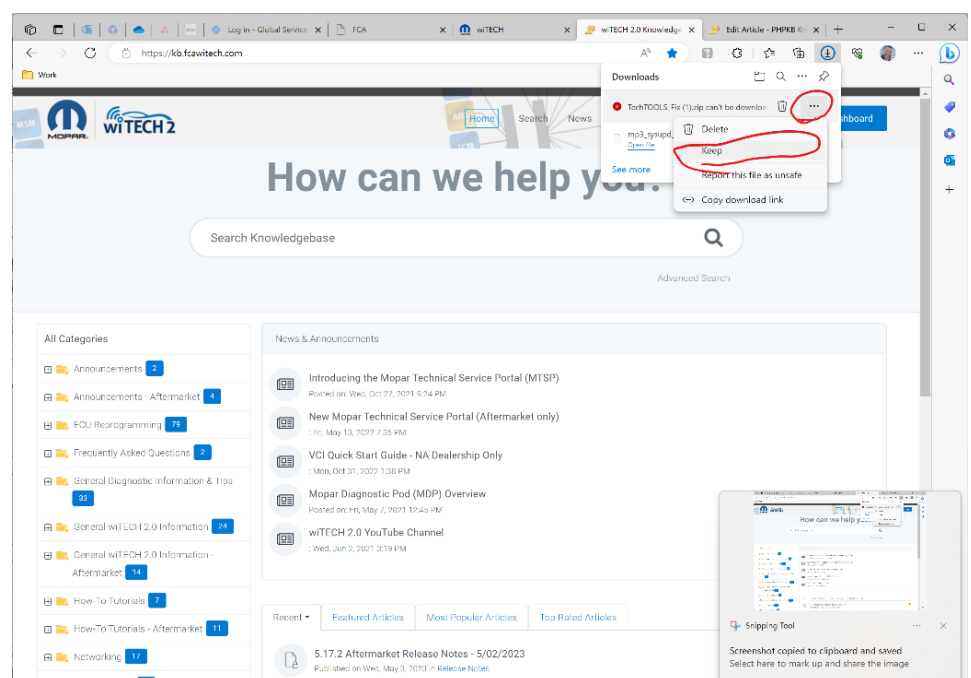 Log in - Global Service
FCA
wiTECH
wiTECH 2.0 Knowledge
Edit Article - PHPKB Kn
https://kb.fcawitech.com
Work
Downloads
TechTOOLS_Fix (1).zip can't be downloa
mp3_sysupd_
Open file
See more
Delete
Keep
Report this file as unsafe
Copy download link
MOPAR.
wiTECH 2
Home
Search
News
shboard
How can we help you?
Search Knowledgebase
Advanced Search
All Categories
Announcements 2
Announcements - Aftermarket 4
ECU Reprogramming 79
Frequently Asked Questions 2
General Diagnostic Information & Tips
33
General wiTECH 2.0 Information 24
General wiTECH 2.0 Information -
Aftermarket 14
How-To Tutorials 7
How-To Tutorials - Aftermarket 11
Networking 17
News & Announcements
Introducing the Mopar Technical Service Portal (MTSP)
Posted on: Wed, Oct 27, 2021 9:24 PM
New Mopar Technical Service Portal (Aftermarket only)
: Fri, May 13, 2022 7:35 PM
VCI Quick Start Guide - NA Dealership Only
: Mon, Oct 31, 2022 1:38 PM
Mopar Diagnostic Pod (MDP) Overview
Posted on: Fri, May 7, 2021 12:45 PM
wiTECH 2.0 YouTube Channel
: Wed, Jun 2, 2021 3:19 PM
Recent
Featured Articles
Most Popular Articles
Top Rated Articles
5.17.2 Aftermarket Release Notes - 5/02/2023
Published on Wed, May 3, 2023 in Release Notes
How can we help y
Snipping Tool
Screenshot copied to clipboard and saved
Select here to mark up and share the image